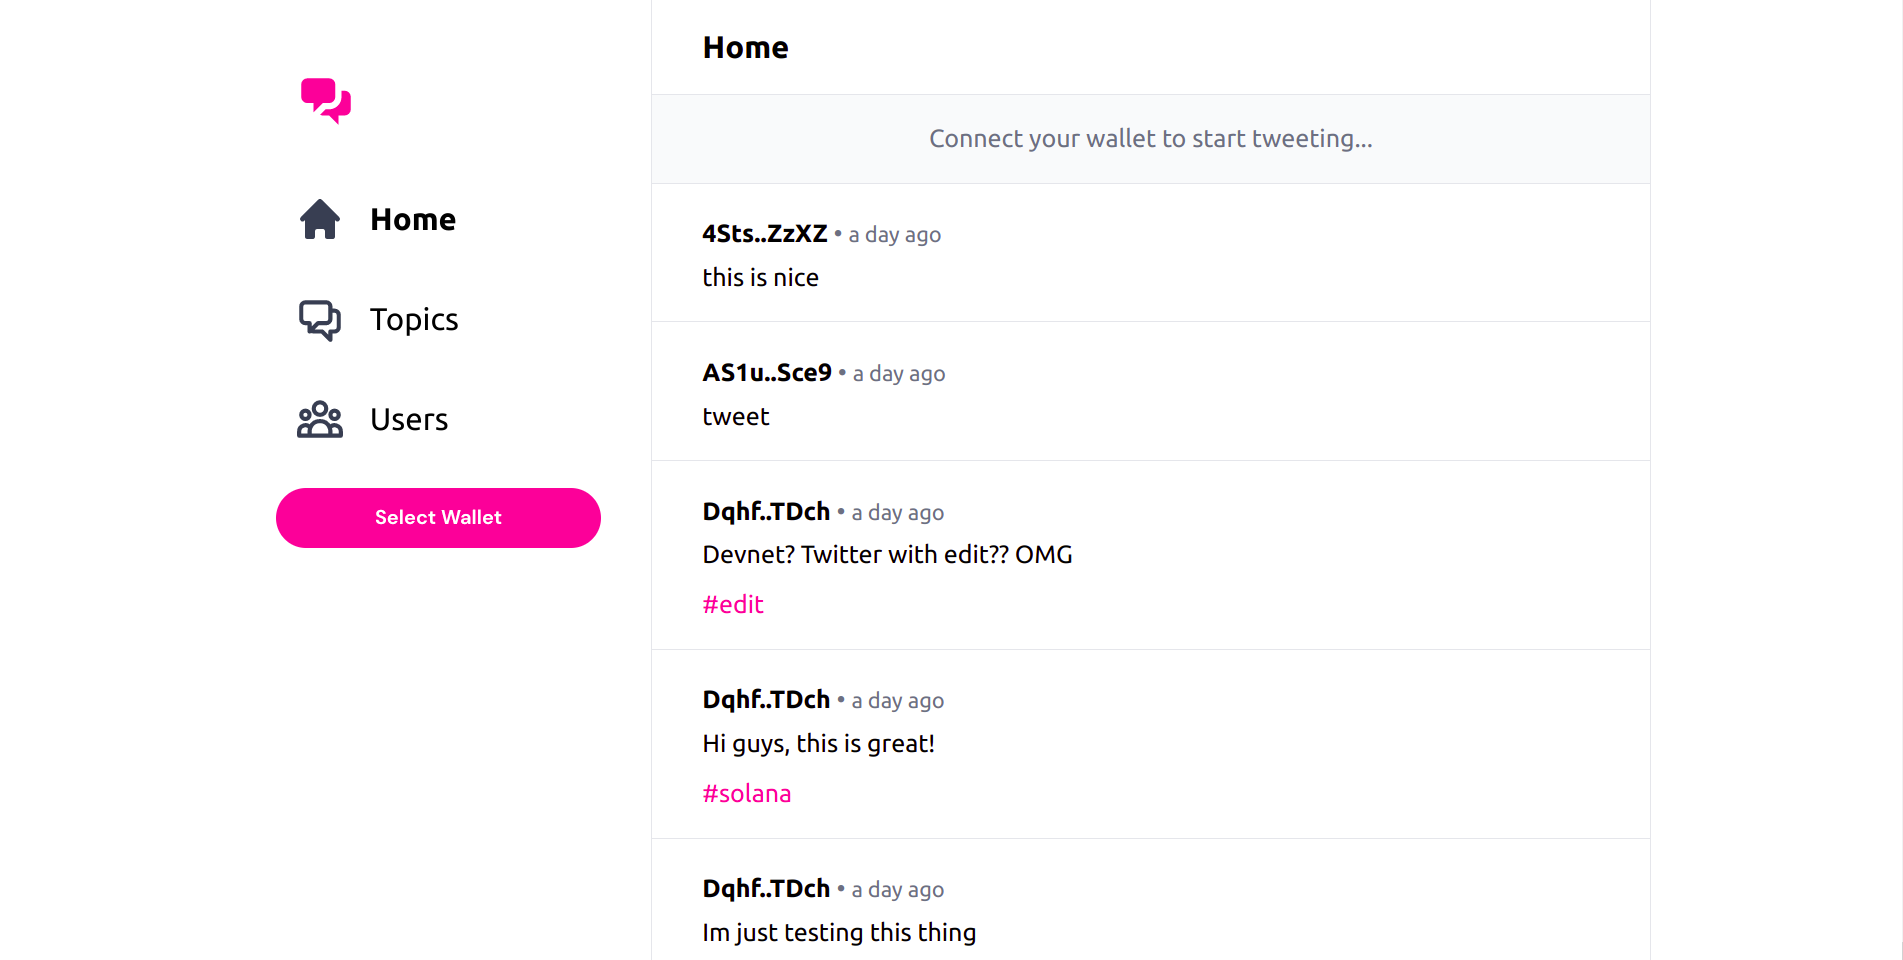 Home
Topics
Users
Select Wallet
Home
Connect your wallet to start tweeting...
4Sts..ZzXZ • a day ago
this is nice
AS1u..Sce9 • a day ago
tweet
Dqhf..TDch • a day ago
Devnet? Twitter with edit?? OMG
#edit
Dqhf..TDch • a day ago
Hi guys, this is great!
#solana
Dqhf..TDch • a day ago
Im just testing this thing